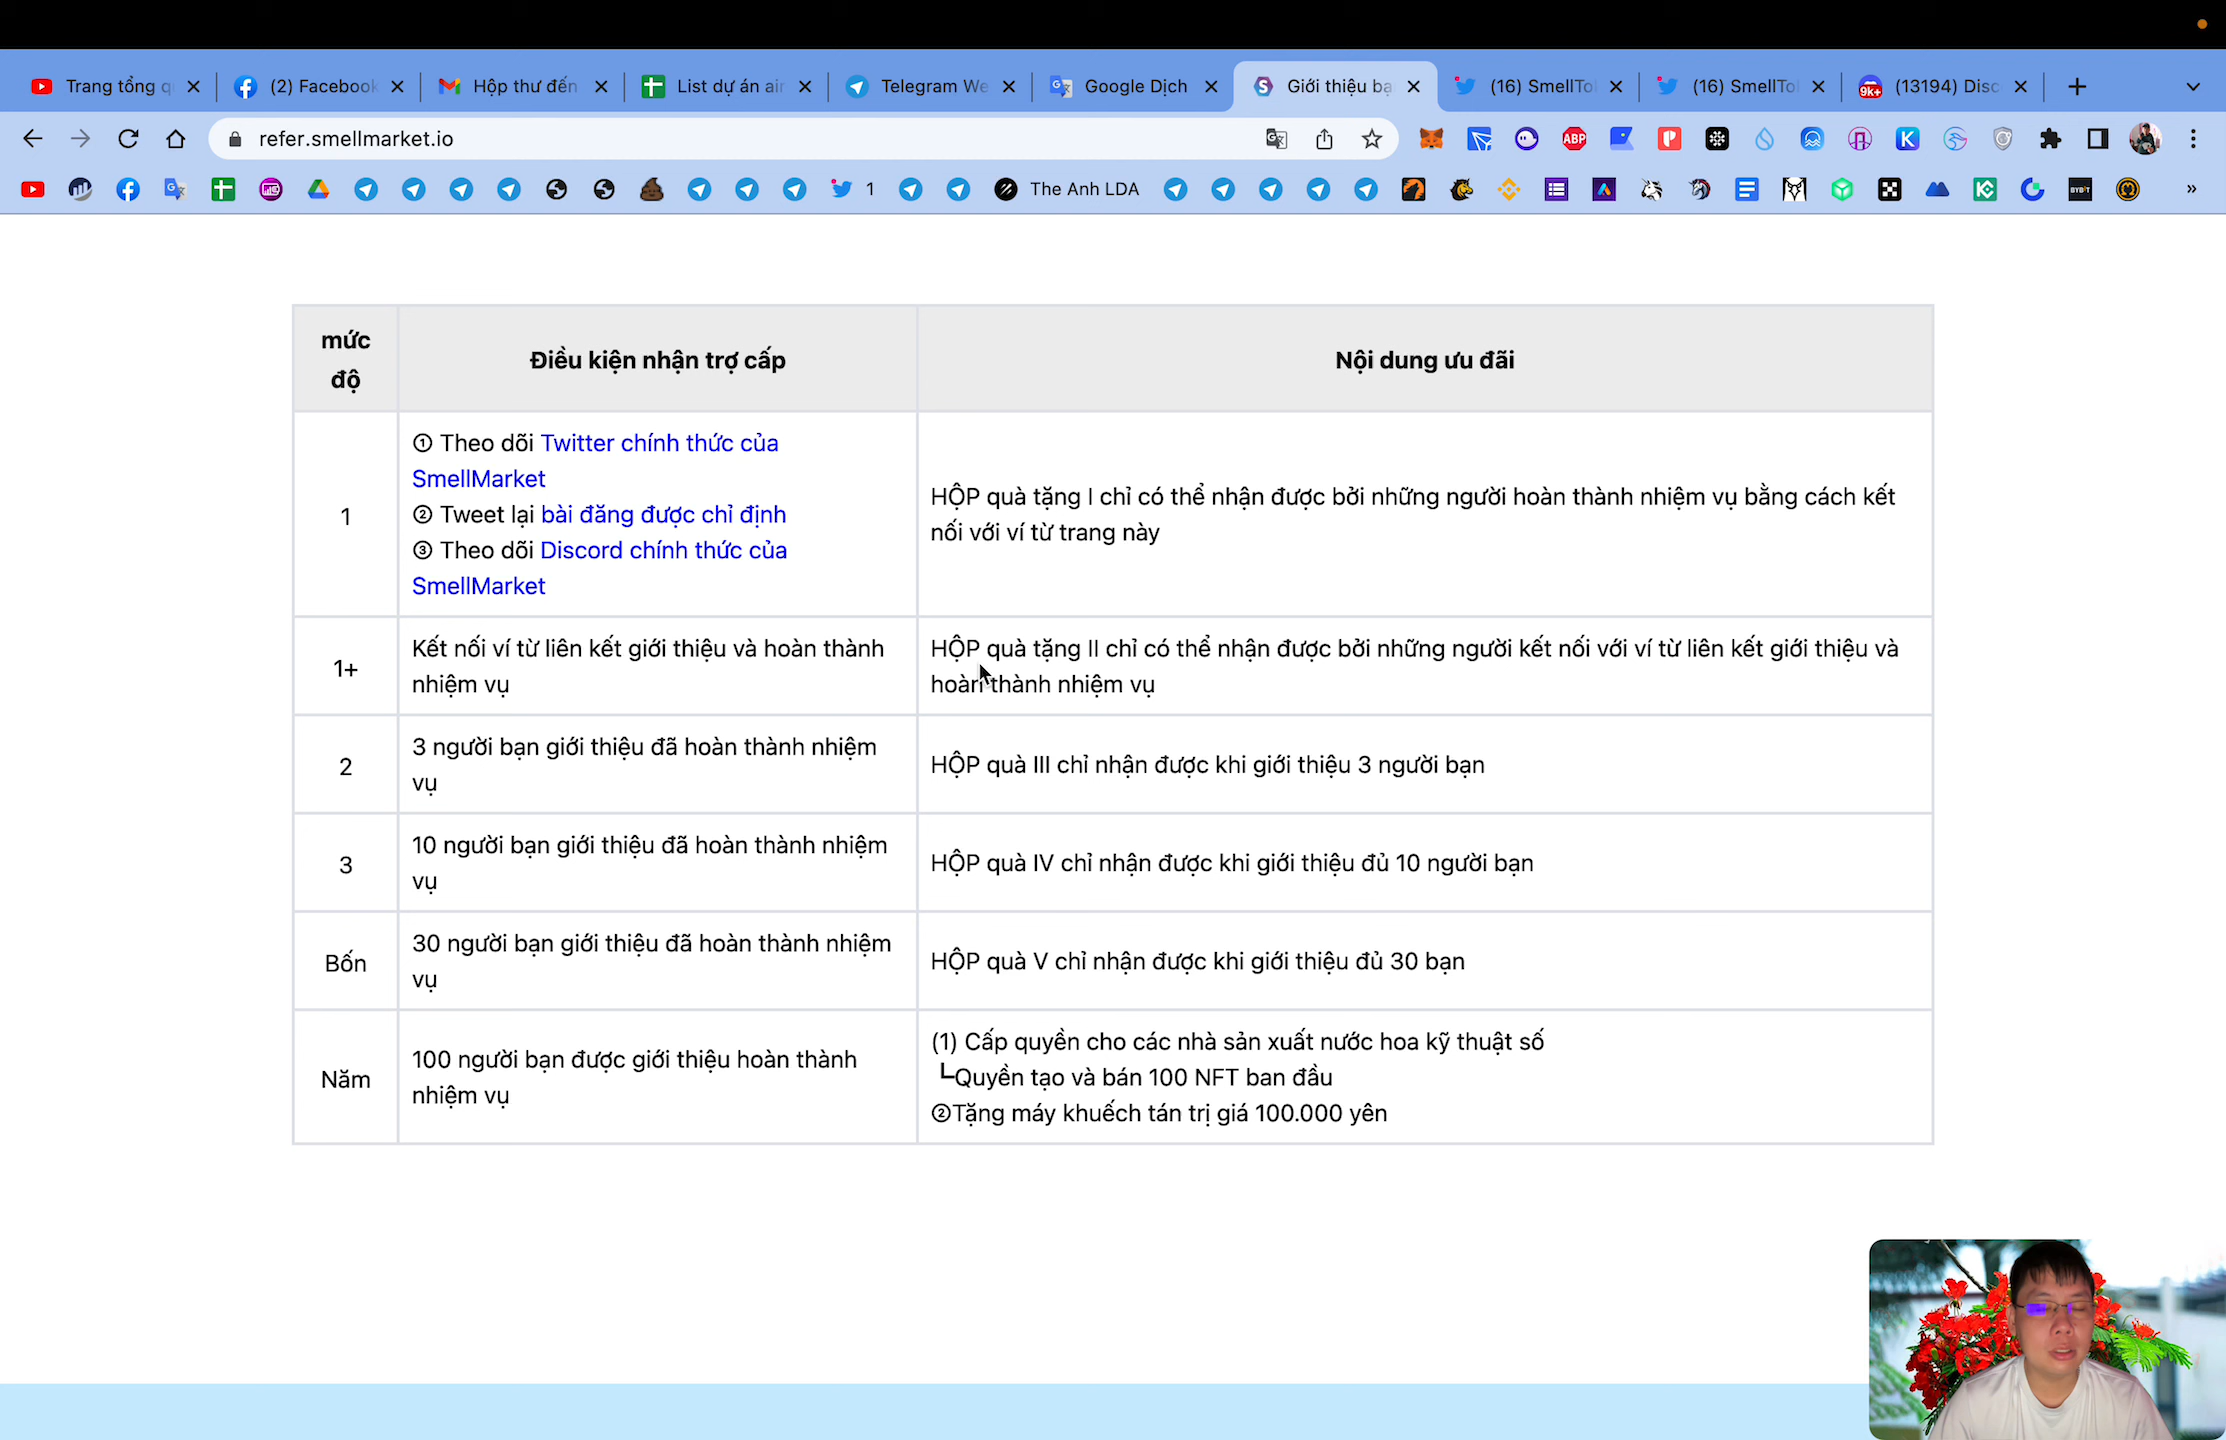 Trang tổng q
(2) Facebook
Hộp thư đến
List dự án air
Telegram We
Google Dịch
Giới thiệu bạ
(16) SmellTo
(16) SmellTo
9k+
(13194) Disc
refer.smellmarket.io
ABP
1
The Anh LDA
BYBIT
mức
độ
Điều kiện nhận trợ cấp
Nội dung ưu đãi
1
① Theo dõi Twitter chính thức của
SmellMarket
② Tweet lại bài đăng được chỉ định
③ Theo dõi Discord chính thức của
SmellMarket
HỘP quà tặng I chỉ có thể nhận được bởi những người hoàn thành nhiệm vụ bằng cách kết
nối với ví từ trang này
1+
Kết nối ví từ liên kết giới thiệu và hoàn thành
nhiệm vụ
HỘP quà tặng II chỉ có thể nhận được bởi những người kết nối với ví từ liên kết giới thiệu và
hoàn thành nhiệm vụ
2
3 người bạn giới thiệu đã hoàn thành nhiệm
vụ
HỘP quà III chỉ nhận được khi giới thiệu 3 người bạn
3
10 người bạn giới thiệu đã hoàn thành nhiệm
vụ
HỘP quà IV chỉ nhận được khi giới thiệu đủ 10 người bạn
Bốn
30 người bạn giới thiệu đã hoàn thành nhiệm
vụ
HỘP quà V chỉ nhận được khi giới thiệu đủ 30 bạn
Năm
100 người bạn được giới thiệu hoàn thành
nhiệm vụ
(1) Cấp quyền cho các nhà sản xuất nước hoa kỹ thuật số
┗Quyền tạo và bán 100 NFT ban đầu
②Tặng máy khuếch tán trị giá 100.000 yên